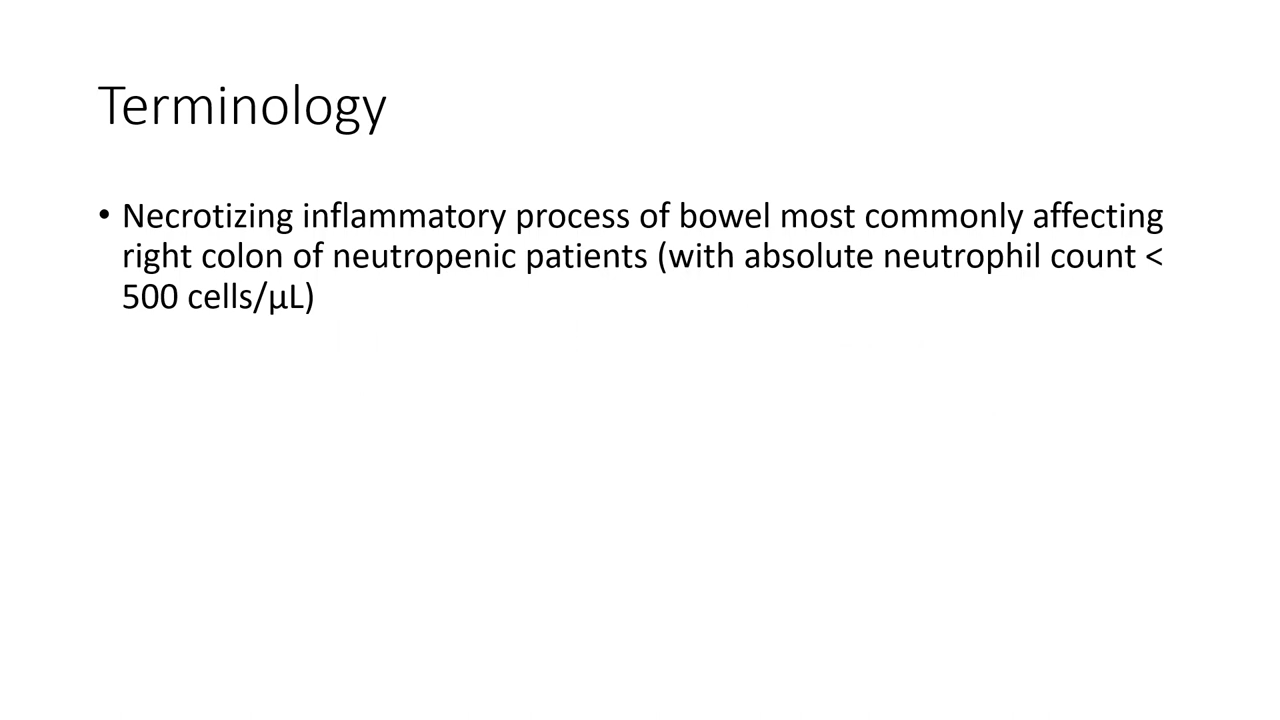 Terminology
• Necrotizing inflammatory process of bowel most commonly affecting
right colon of neutropenic patients (with absolute neutrophil count <
500 cells/μL)